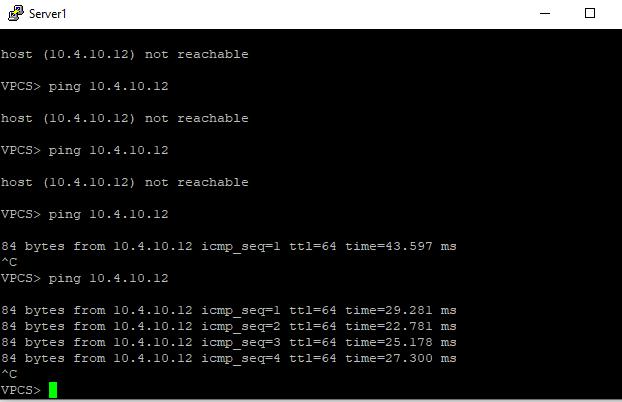 Server1
host (10.4.10.12) not reachable
VPCS> ping 10.4.10.12
host (10.4.10.12) not reachable
VPCS> ping 10.4.10.12
host (10.4.10.12) not reachable
VPCS> ping 10.4.10.12
84 bytes from 10.4.10.12 icmp_seq=1 ttl=64 time=43.597 ms
^C
VPCS> ping 10.4.10.12
84 bytes from 10.4.10.12 icmp_seq=1 ttl=64 time=29.281 ms
84 bytes from 10.4.10.12 icmp_seq=2 ttl=64 time=22.781 ms
84 bytes from 10.4.10.12 icmp_seq=3 ttl=64 time=25.178 ms
84 bytes from 10.4.10.12 icmp_seq=4 ttl=64 time=27.300 ms
^C
VPCS>